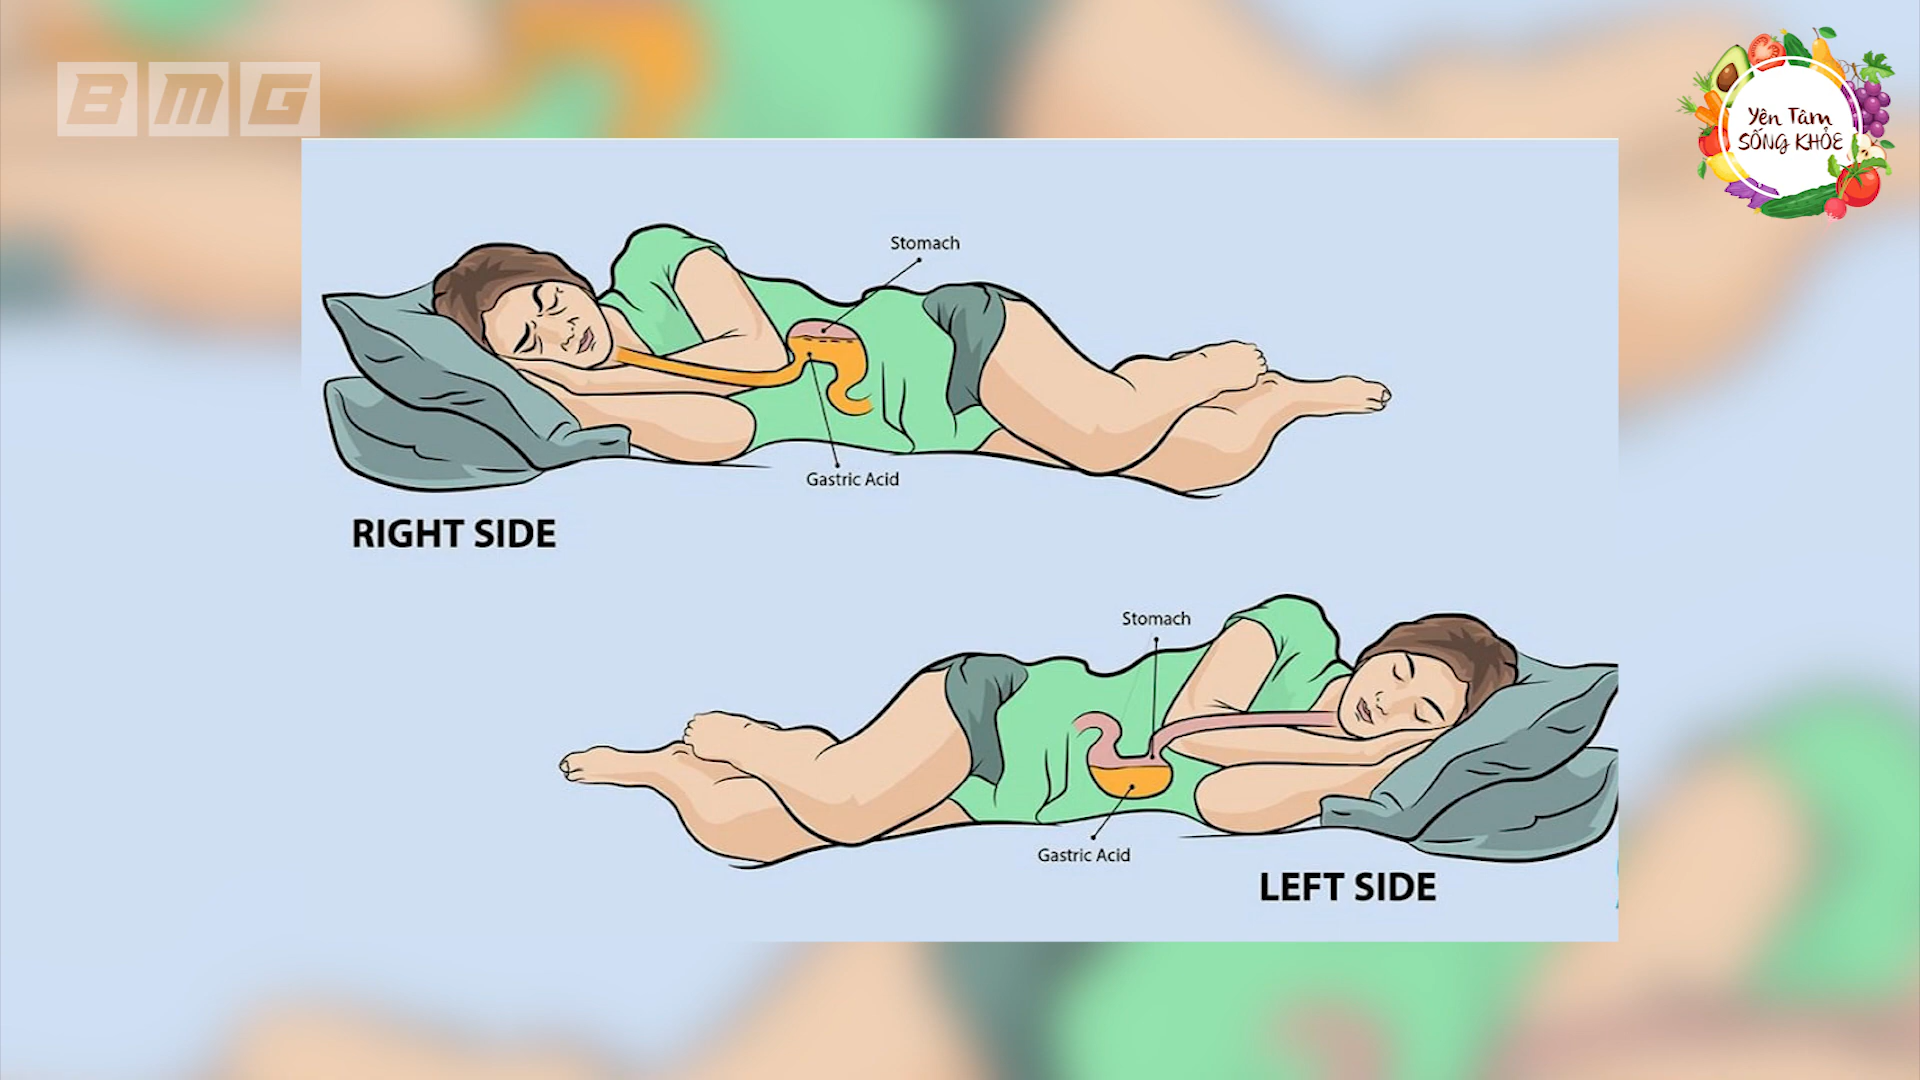 BMG
Yên Tâm
SỐNG KHỎE
Stomach
Gastric Acid
RIGHT SIDE
Stomach
Gastric Acid
LEFT SIDE